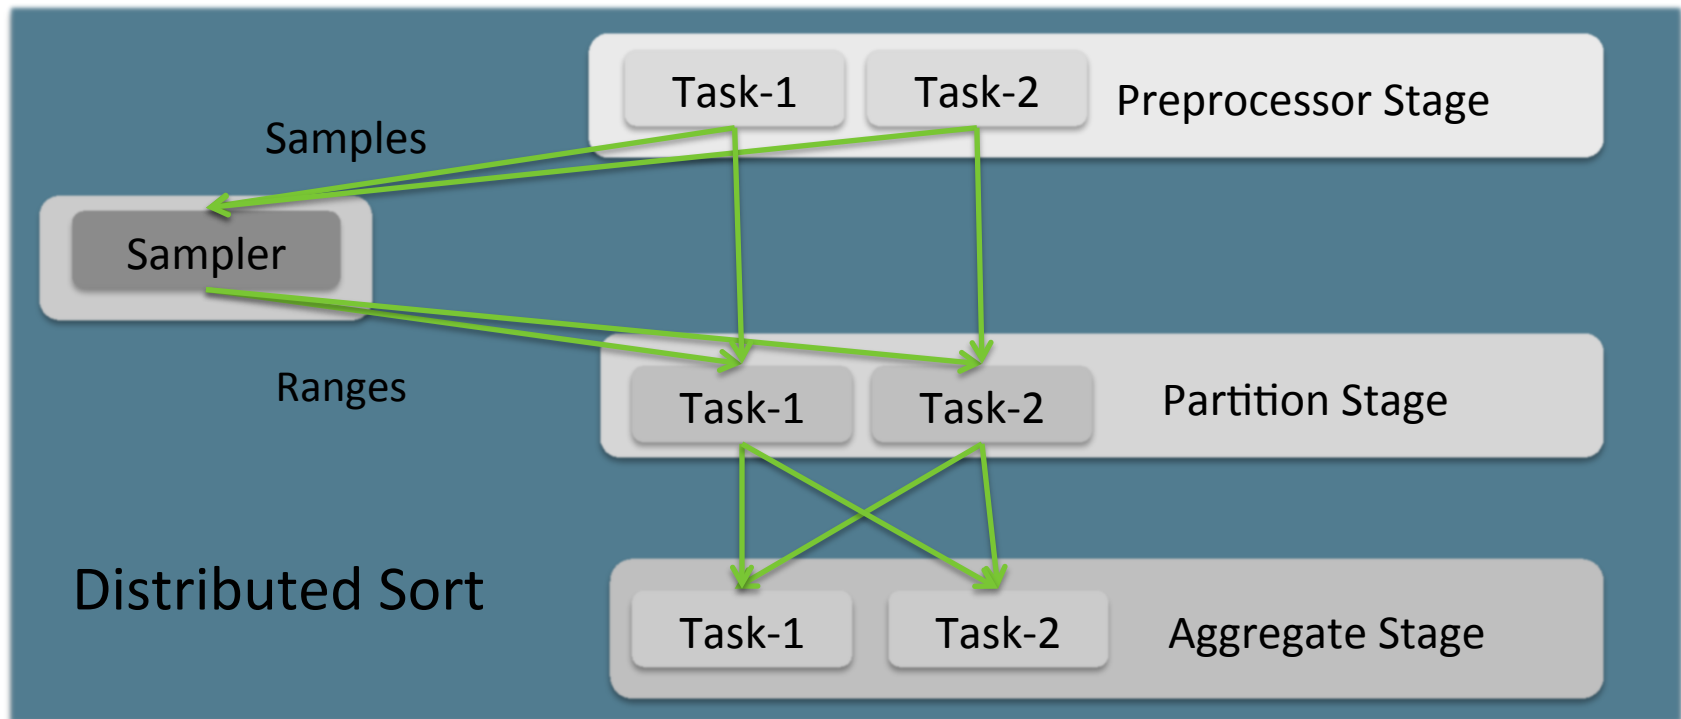 Task-1 Task-2 Preprocessor Stage
Samples
Sampler
Ranges
Task-1 Task-2 Partition Stage
Distributed Sort
Task-1 Task-2 Aggregate Stage